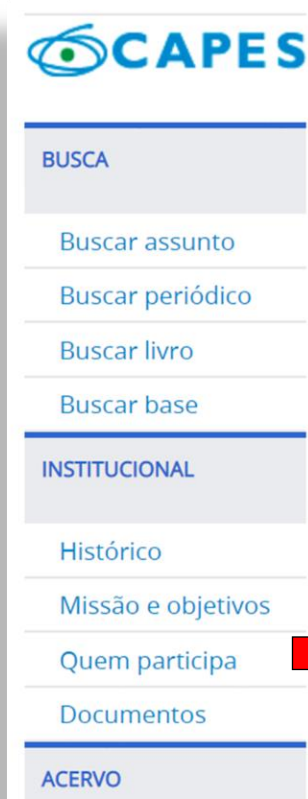 CAPES
BUSCA
Buscar assunto
Buscar periódico
Buscar livro
Buscar base
INSTITUCIONAL
Histórico
Missão e objetivos
Quem participa
Documentos
ACERVO